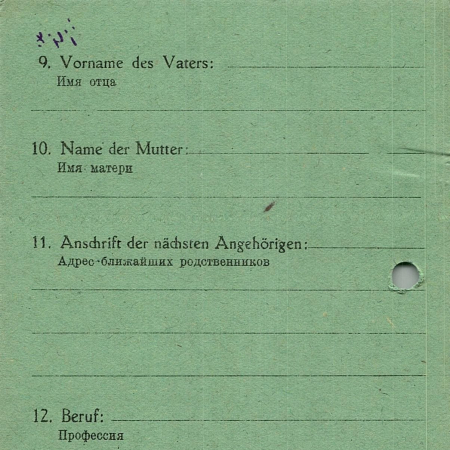 9. Vorname des Vaters:
Имя отца
10. Name der Mutter:
Имя матери
11. Anschrift der nächsten Angehörigen:
Адрес ближайших родственников
12. Beruf:
Профессия